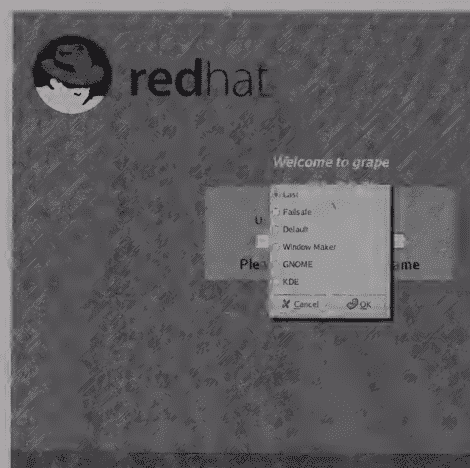 redhat
Welcome to grape
Last
Failsafe
Default
Window Maker
GNOME
KDE
Cancel
OK